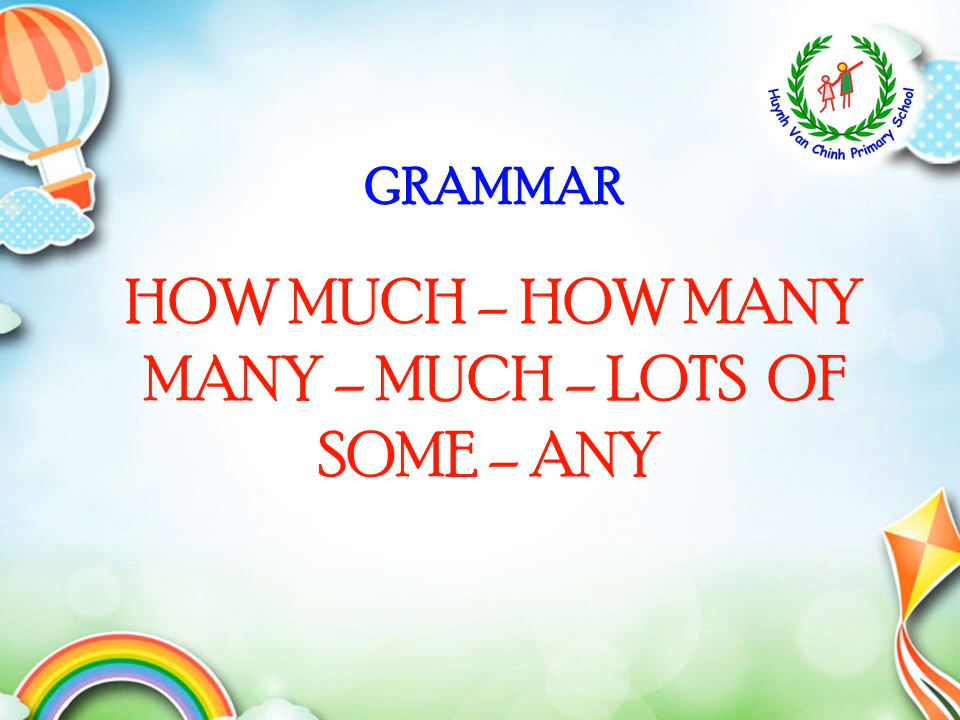 Huynh Van Chinh Primary School
GRAMMAR
HOW MUCH – HOW MANY
MANY – MUCH – LOTS OF
SOME – ANY